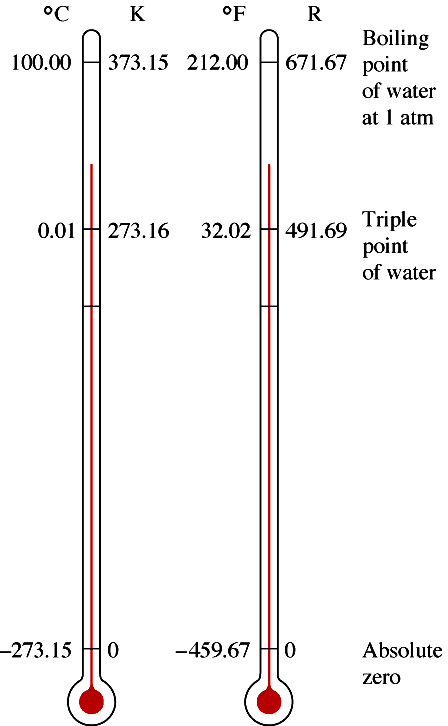 °C K °F R
100.00 373.15 212.00 671.67
Boiling
point
of water
at 1 atm
0.01 273.16 32.02 491.69
Triple
point
of water
−273.15 0 −459.67 0
Absolute
zero